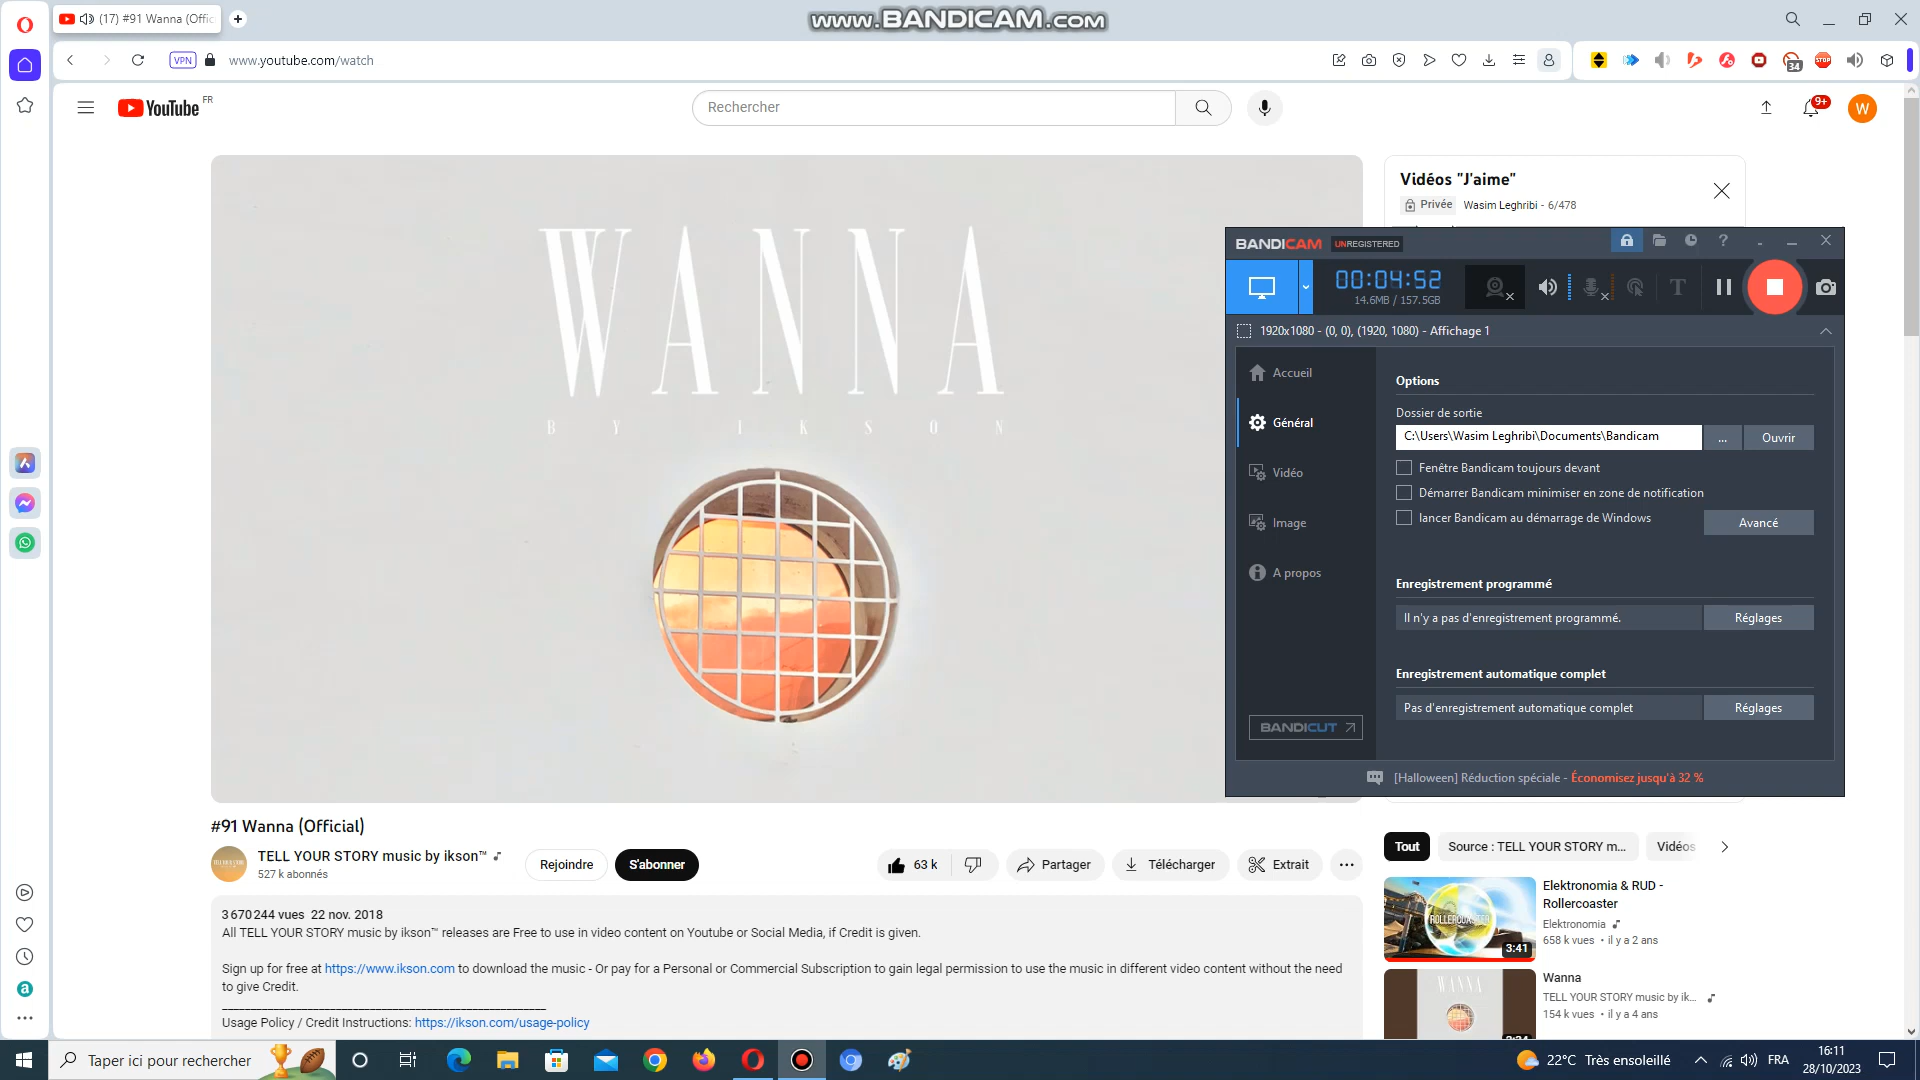 (17) #91 Wanna (Offic
www.BANDICAM.com
VPN
www.youtube.com/watch
34
STOP
YouTube
FR
Rechercher
9+
W
WANNA
BY IKSON
Vidéos "J'aime"
Privée
Wasim Leghribi - 6/478
BANDICAM
UNREGISTERED
00:04:52
14.6MB / 157.5GB
1920x1080 - (0, 0), (1920, 1080) - Affichage 1
Accueil
Général
Vidéo
Image
A propos
BANDICUT
Options
Dossier de sortie
C:\Users\Wasim Leghribi\Documents\Bandicam
...
Ouvrir
Fenêtre Bandicam toujours devant
Démarrer Bandicam minimiser en zone de notification
lancer Bandicam au démarrage de Windows
Avancé
Enregistrement programmé
Il n'y a pas d'enregistrement programmé.
Réglages
Enregistrement automatique complet
Pas d'enregistrement automatique complet
Réglages
[Halloween] Réduction spéciale - Économisez jusqu'à 32 %
#91 Wanna (Official)
TELL YOUR STORY music by ikson™
527 k abonnés
Rejoindre
S'abonner
63 k
Partager
Télécharger
Extrait
3 670 244 vues 22 nov. 2018
All TELL YOUR STORY music by ikson™ releases are Free to use in video content on Youtube or Social Media, if Credit is given.
Sign up for free at https://www.ikson.com to download the music - Or pay for a Personal or Commercial Subscription to gain legal permission to use the music in different video content without the need
to give Credit.
Usage Policy / Credit Instructions: https://ikson.com/usage-policy
Tout
Source : TELL YOUR STORY m...
Vidéos
ROLLERCOASTER
3:41
Elektronomia & RUD -
Rollercoaster
Elektronomia
658 k vues • il y a 2 ans
WANNA
Wanna
TELL YOUR STORY music by ik...
154 k vues • il y a 4 ans
Taper ici pour rechercher
22°C Très ensoleillé
FRA
16:11
28/10/2023